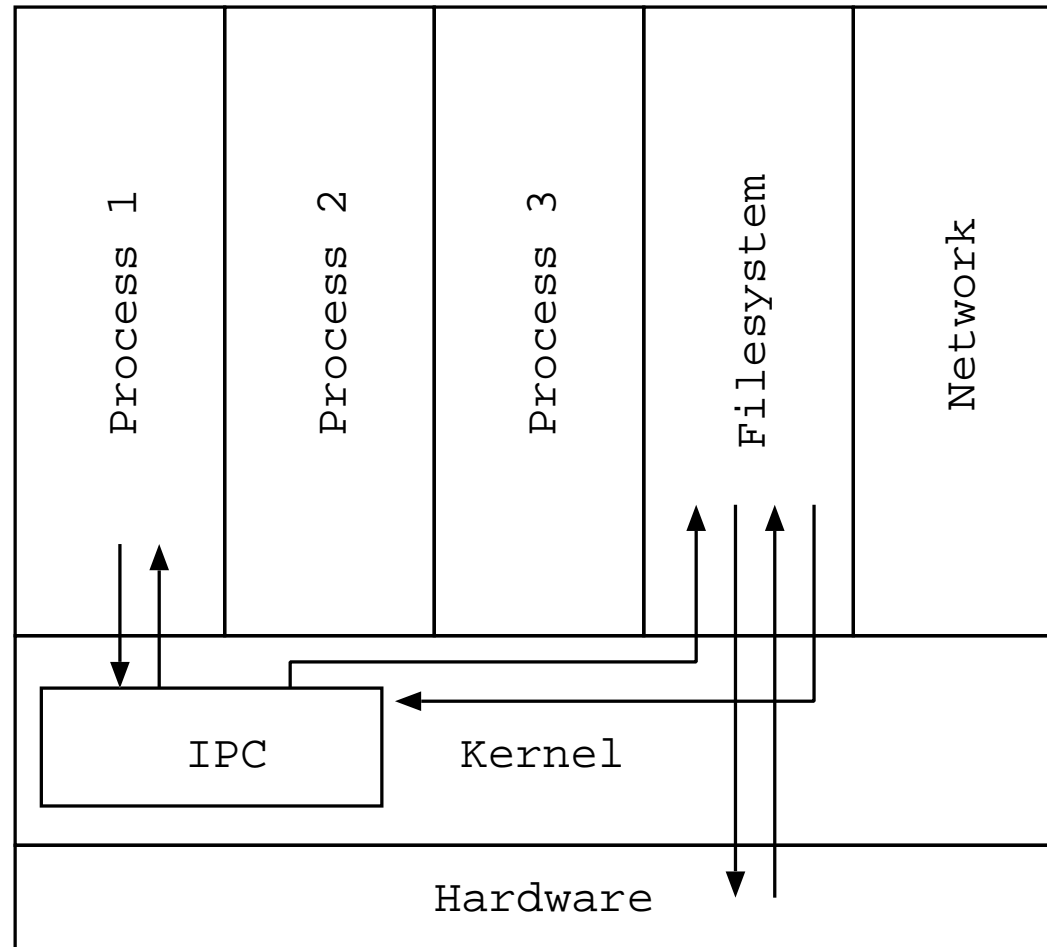 Process 1
Process 2
Process 3
Filesystem
Network
IPC
Kernel
Hardware